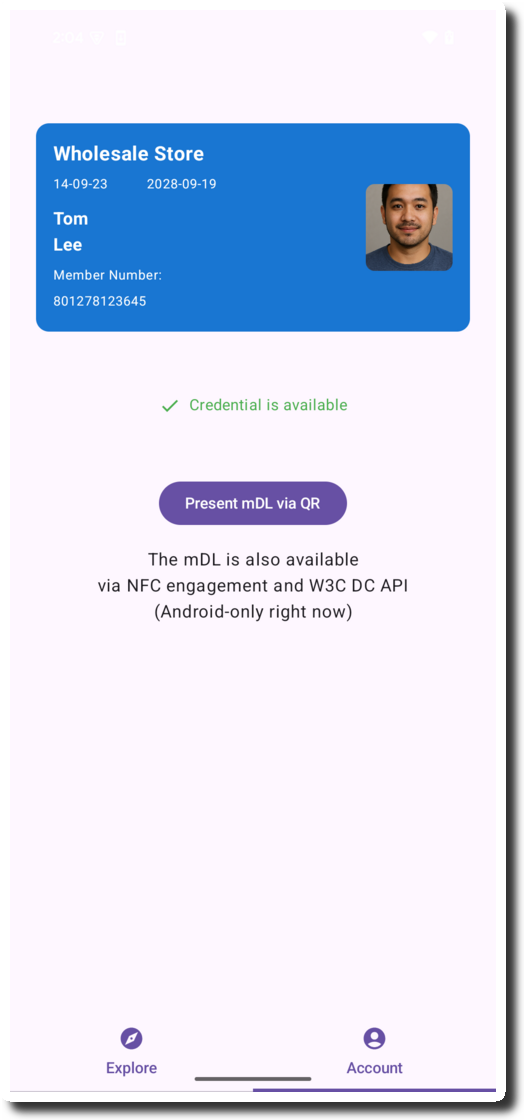 2:04
Wholesale Store
14-09-23 2028-09-19
Tom
Lee
Member Number:
801278123645
Credential is available
Present mDL via QR
The mDL is also available
via NFC engagement and W3C DC API
(Android-only right now)
Explore Account